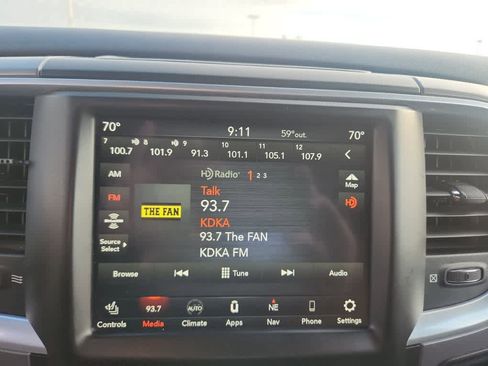 70° 9:11 59°out. 70°
7 8 9 10 11 12
100.7 101.9 91.3 101.1 105.1 107.9
AM HD Radio 1 2 3 Map
Talk
FM 93.7 HD
THE FAN KDKA
93.7 The FAN
Source Select KDKA FM
Browse Tune Audio
93.7 AUTO NE
Controls Media Climate Apps Nav Phone Settings